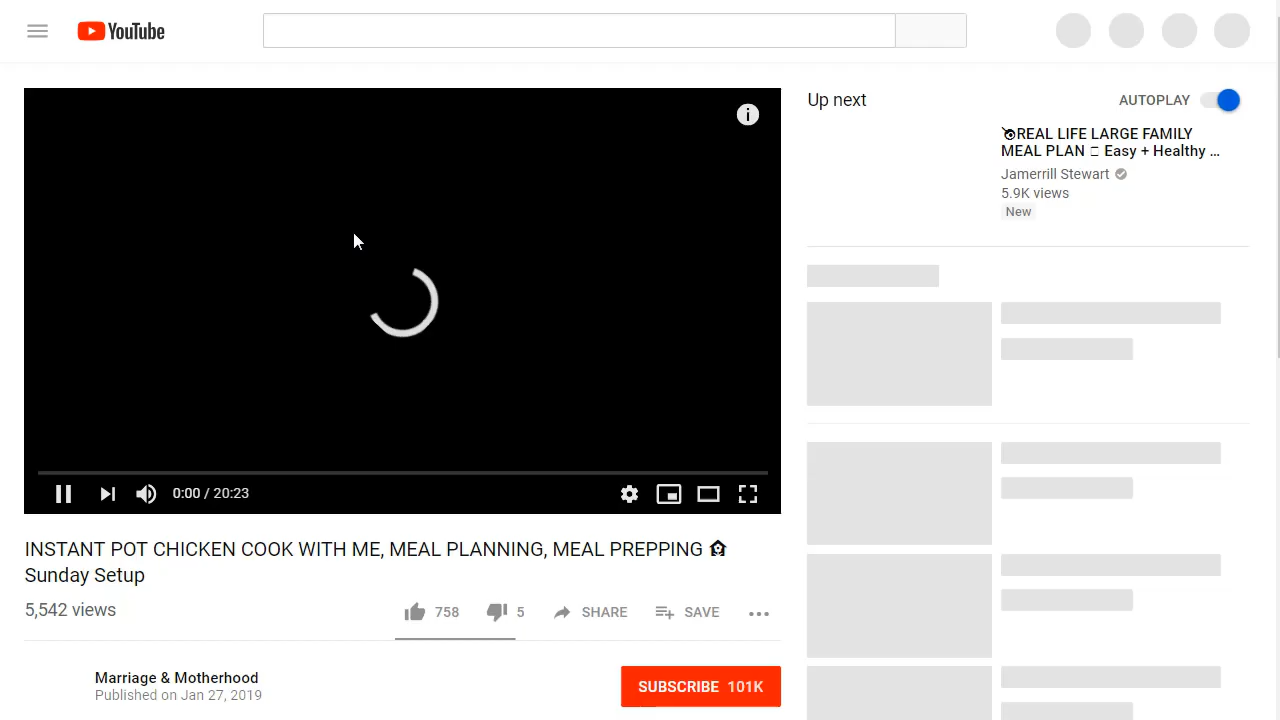 YouTube
Up next
AUTOPLAY
REAL LIFE LARGE FAMILY
MEAL PLAN Easy + Healthy ...
Jamerrill Stewart
5.9K views
New
0:00 / 20:23
INSTANT POT CHICKEN COOK WITH ME, MEAL PLANNING, MEAL PREPPING
Sunday Setup
5,542 views
758
5
SHARE
SAVE
Marriage & Motherhood
Published on Jan 27, 2019
SUBSCRIBE 101K